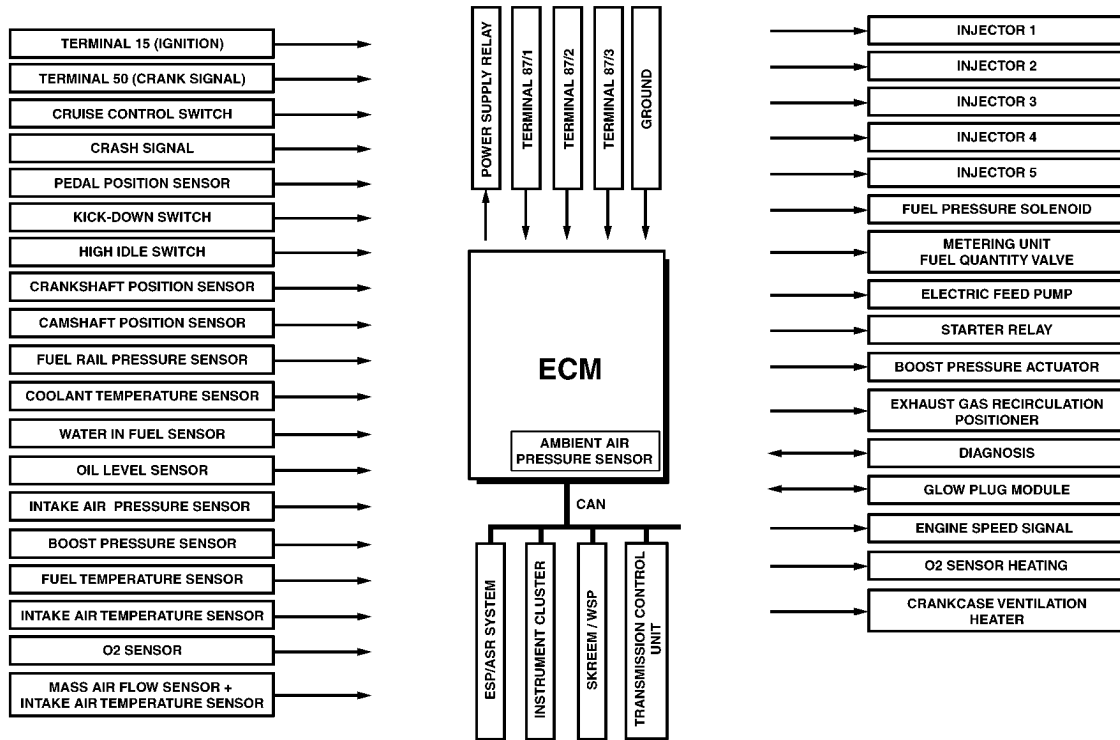 TERMINAL 15 (IGNITION)
TERMINAL 50 (CRANK SIGNAL)
CRUISE CONTROL SWITCH
CRASH SIGNAL
PEDAL POSITION SENSOR
KICK-DOWN SWITCH
HIGH IDLE SWITCH
CRANKSHAFT POSITION SENSOR
CAMSHAFT POSITION SENSOR
FUEL RAIL PRESSURE SENSOR
COOLANT TEMPERATURE SENSOR
WATER IN FUEL SENSOR
OIL LEVEL SENSOR
INTAKE AIR PRESSURE SENSOR
BOOST PRESSURE SENSOR
FUEL TEMPERATURE SENSOR
INTAKE AIR TEMPERATURE SENSOR
O2 SENSOR
MASS AIR FLOW SENSOR +
INTAKE AIR TEMPERATURE SENSOR
POWER SUPPLY RELAY
TERMINAL 87/1
TERMINAL 87/2
TERMINAL 87/3
GROUND
ECM
AMBIENT AIR
PRESSURE SENSOR
CAN
ESP/ASR SYSTEM
INSTRUMENT CLUSTER
SKREEM / WSP
TRANSMISSION CONTROL
UNIT
INJECTOR 1
INJECTOR 2
INJECTOR 3
INJECTOR 4
INJECTOR 5
FUEL PRESSURE SOLENOID
METERING UNIT
FUEL QUANTITY VALVE
ELECTRIC FEED PUMP
STARTER RELAY
BOOST PRESSURE ACTUATOR
EXHAUST GAS RECIRCULATION
POSITIONER
DIAGNOSIS
GLOW PLUG MODULE
ENGINE SPEED SIGNAL
O2 SENSOR HEATING
CRANKCASE VENTILATION
HEATER